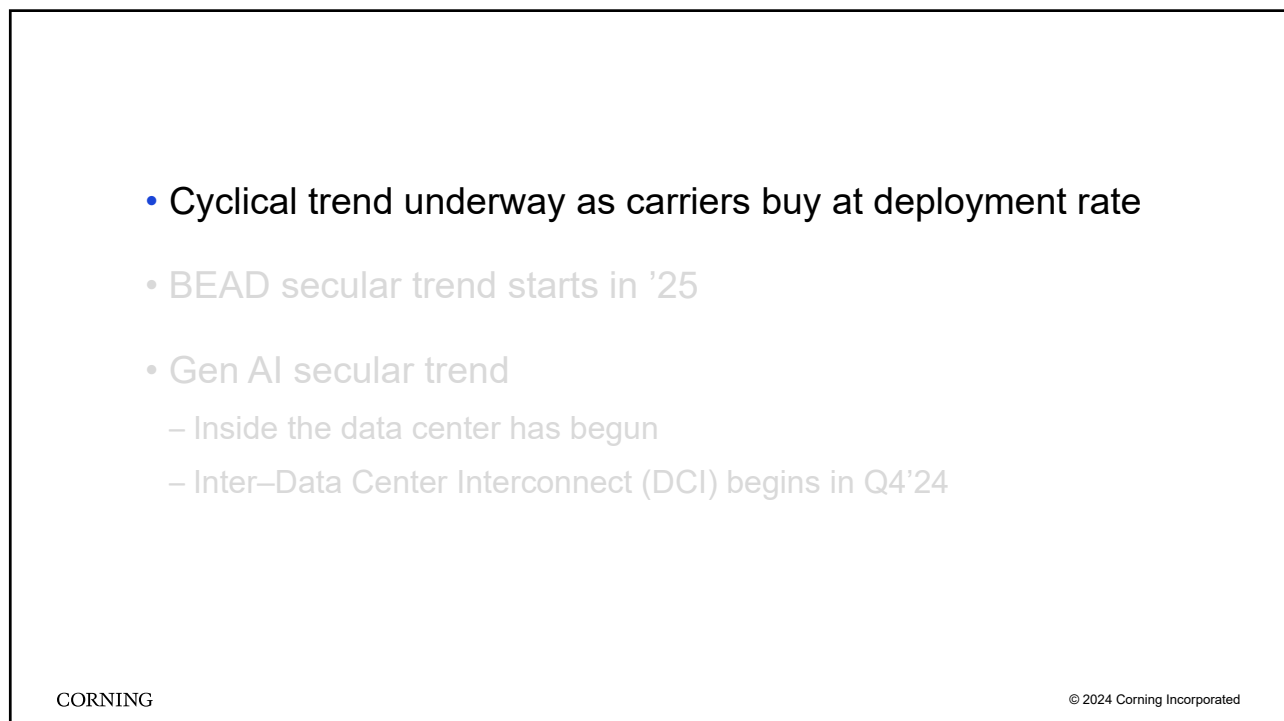 • Cyclical trend underway as carriers buy at deployment rate
• BEAD secular trend starts in ’25
• Gen AI secular trend
– Inside the data center has begun
– Inter–Data Center Interconnect (DCI) begins in Q4’24
CORNING
© 2024 Corning Incorporated